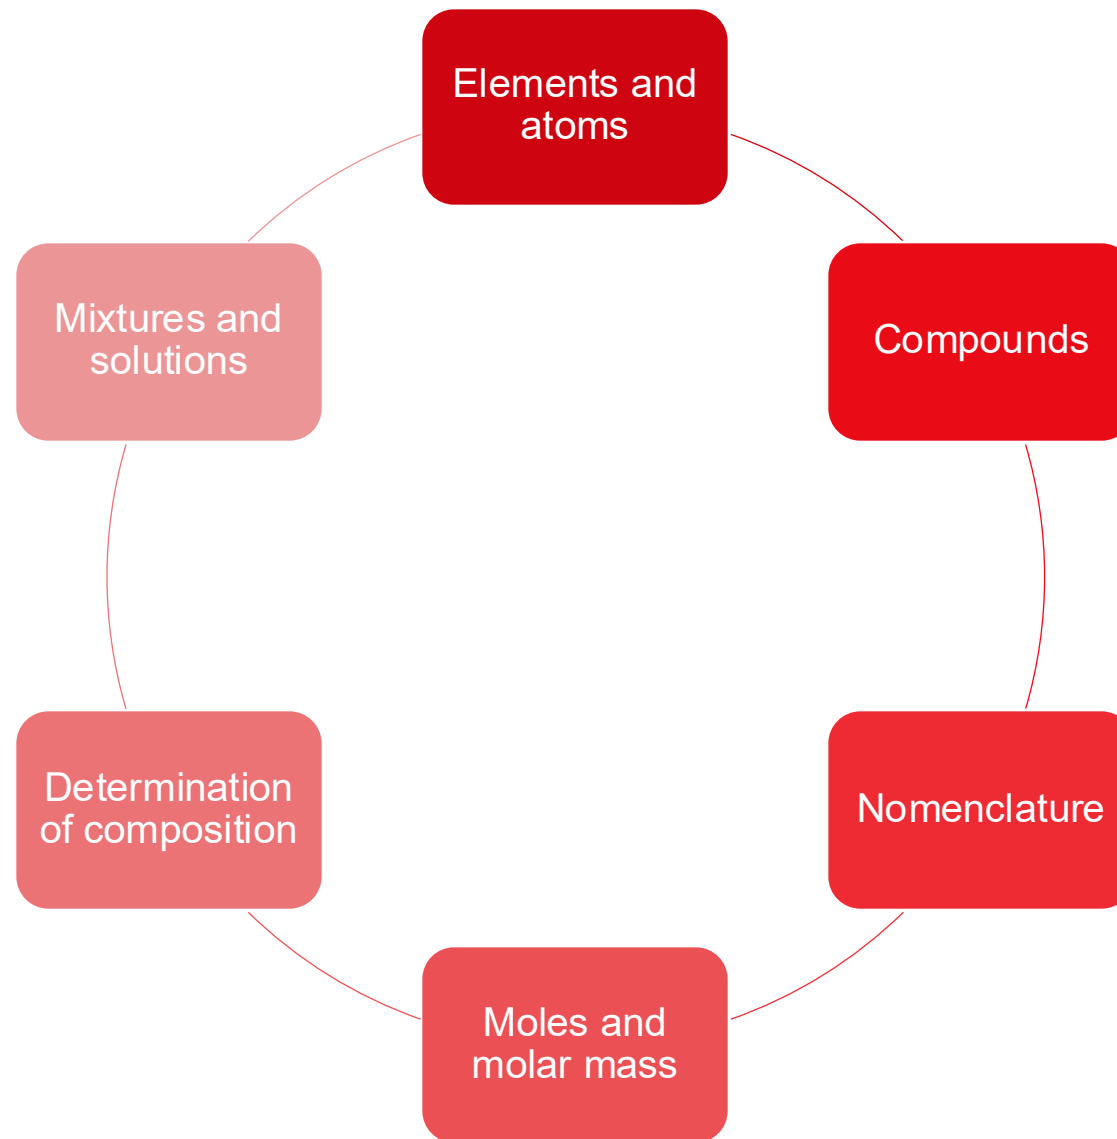 Elements and
atoms
Compounds
Nomenclature
Moles and
molar mass
Determination
of composition
Mixtures and
solutions